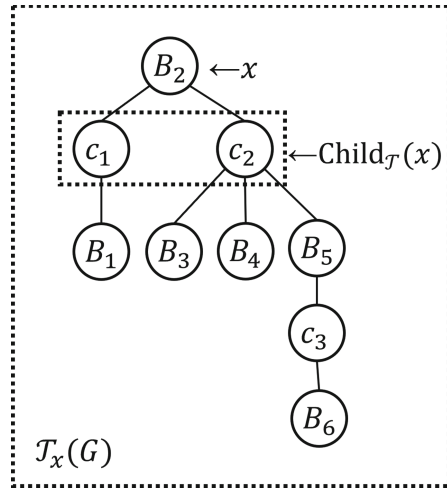 B₂ ←x
c₁ c₂ ←Child_𝒯(x)
B₁ B₃ B₄ B₅
c₃
B₆
𝒯ₓ(G)